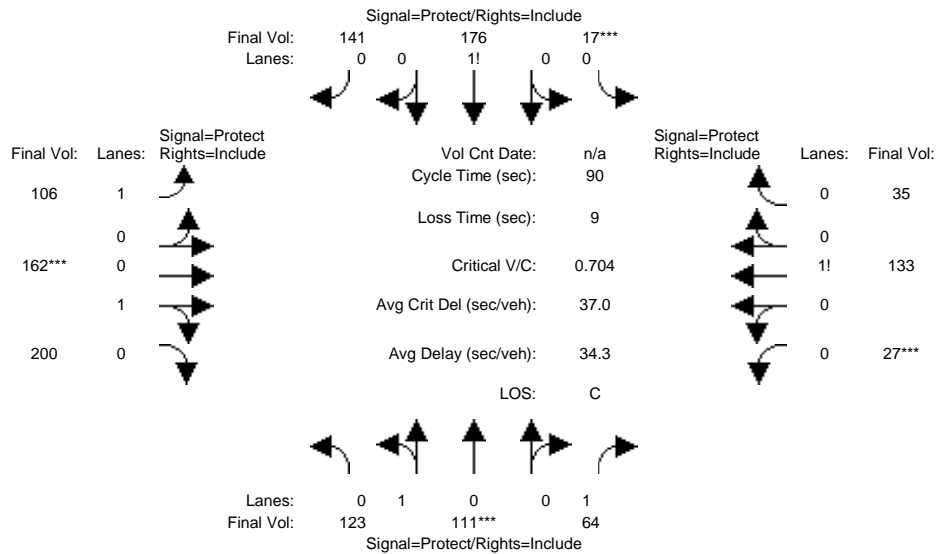 Signal=Protect/Rights=Include
Final Vol: 141 176 17***
Lanes: 0 0 1! 0 0
Signal=Protect Signal=Protect
Final Vol: Lanes: Rights=Include Vol Cnt Date: n/a Rights=Include Lanes: Final Vol:
Cycle Time (sec): 90
106 1 0 35
Loss Time (sec): 9
0 0
162*** 0 Critical V/C: 0.704 1! 133
1 Avg Crit Del (sec/veh): 37.0 0
200 0 Avg Delay (sec/veh): 34.3 0 27***
LOS: C
Lanes: 0 1 0 0 1
Final Vol: 123 111*** 64
Signal=Protect/Rights=Include